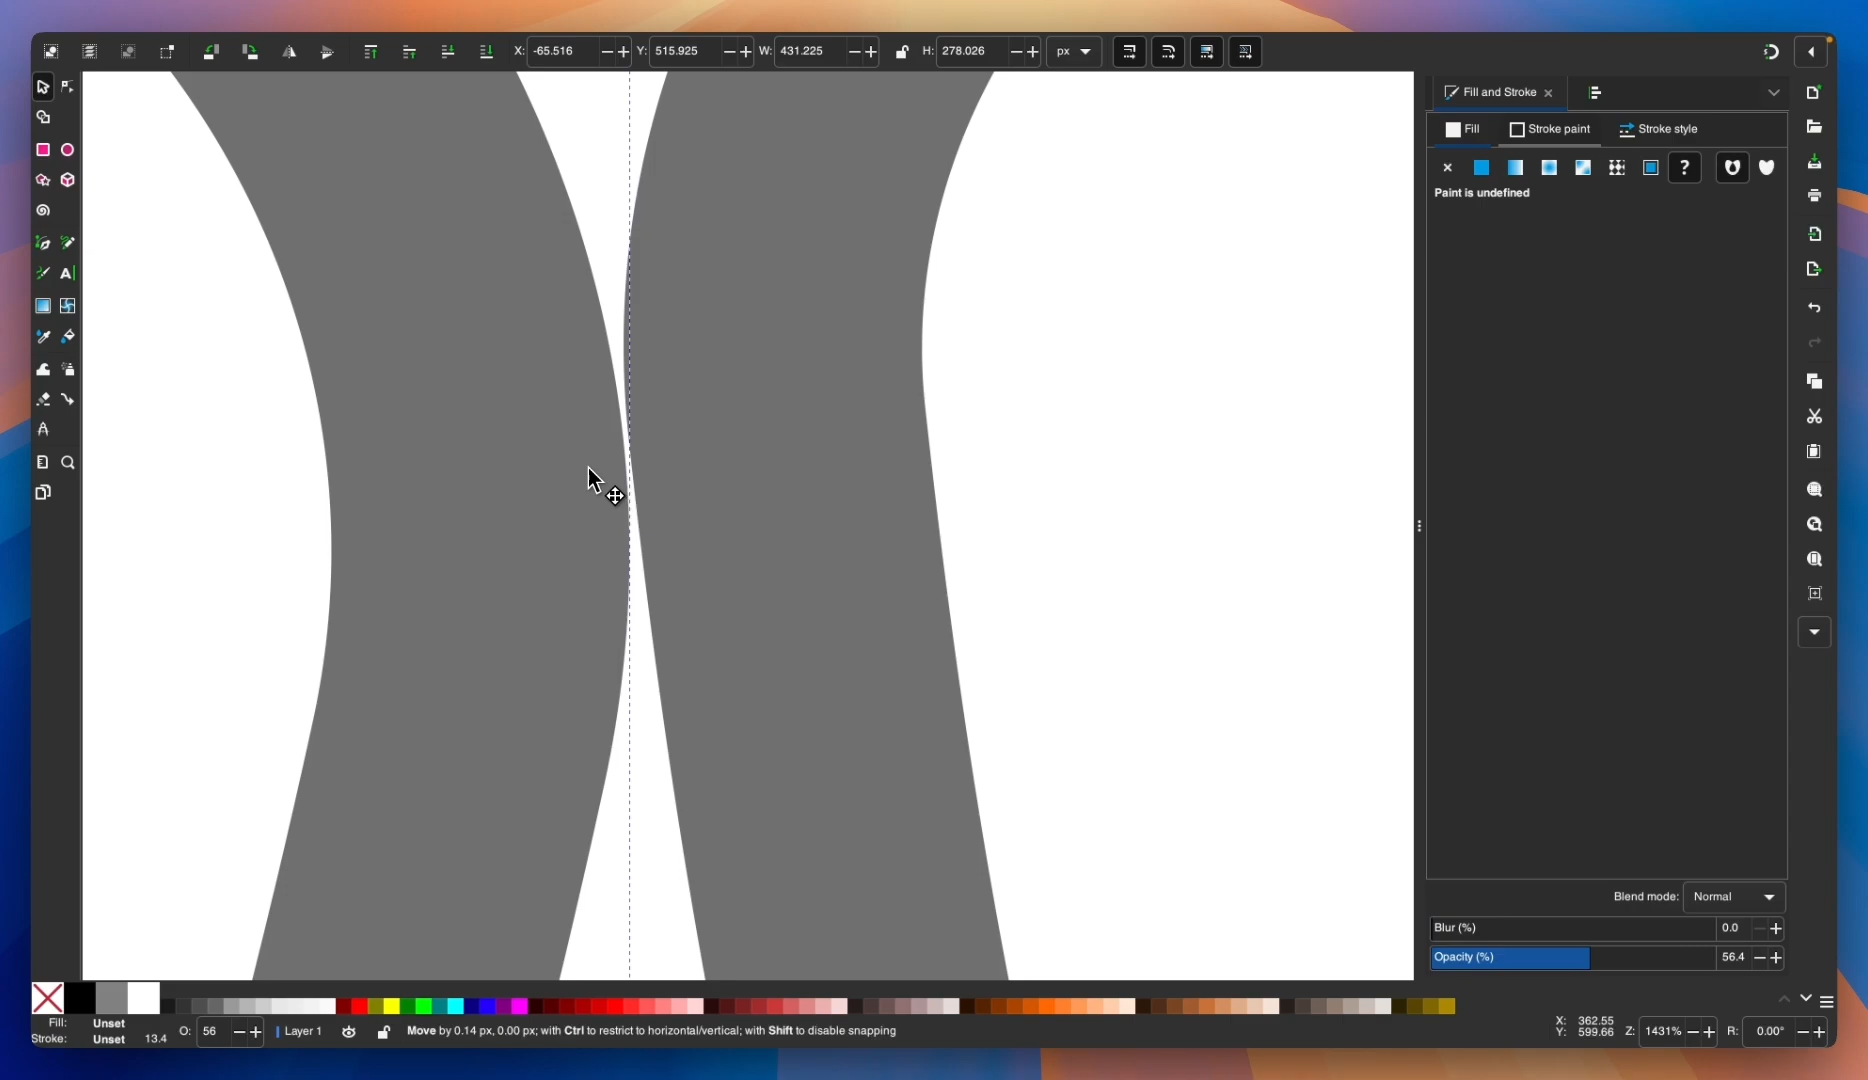 X: -65.516 Y: 515.925 W: 431.225 H: 278.026 px
Fill and Stroke
Fill Stroke paint Stroke style
?
Paint is undefined
A
Blend mode: Normal
Blur (%) 0.0
Opacity (%) 56.4
Fill: Unset
Stroke: Unset 13.4
O: 56
Layer 1
Move by 0.14 px, 0.00 px; with Ctrl to restrict to horizontal/vertical; with Shift to disable snapping
X: 362.55
Y: 599.66
Z: 1431%
R: 0.00°